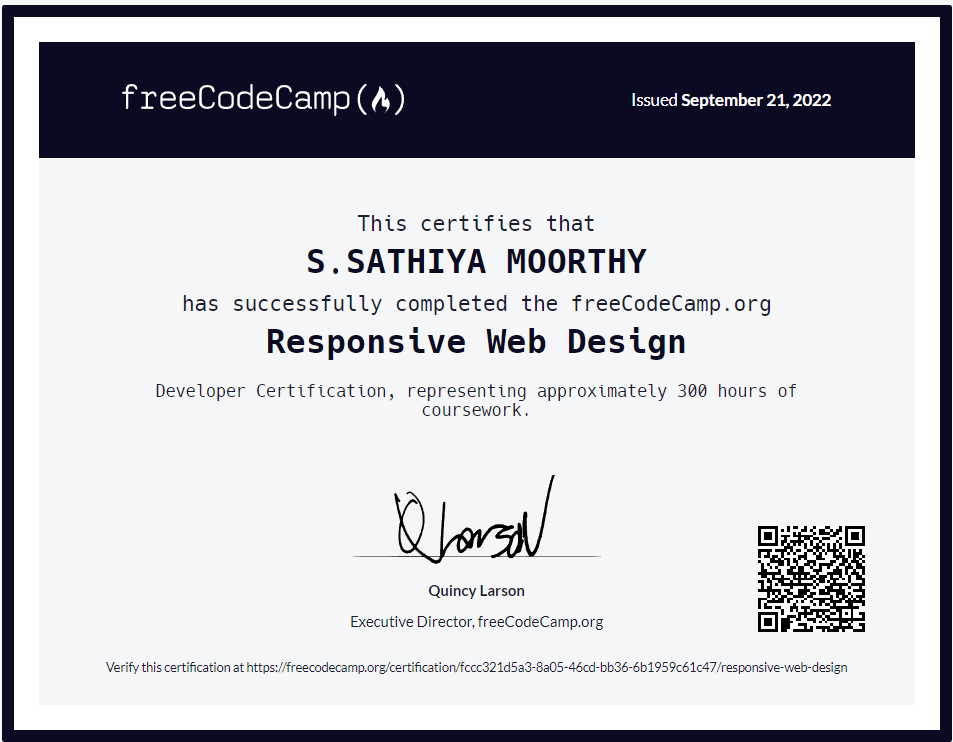 freeCodeCamp(🔥)
Issued September 21, 2022
This certifies that
S.SATHIYA MOORTHY
has successfully completed the freeCodeCamp.org
Responsive Web Design
Developer Certification, representing approximately 300 hours of
coursework.
QLarson
Quincy Larson
Executive Director, freeCodeCamp.org
Verify this certification at https://freecodecamp.org/certification/fccc321d5a3-8a05-46cd-bb36-6b1959c61c47/responsive-web-design